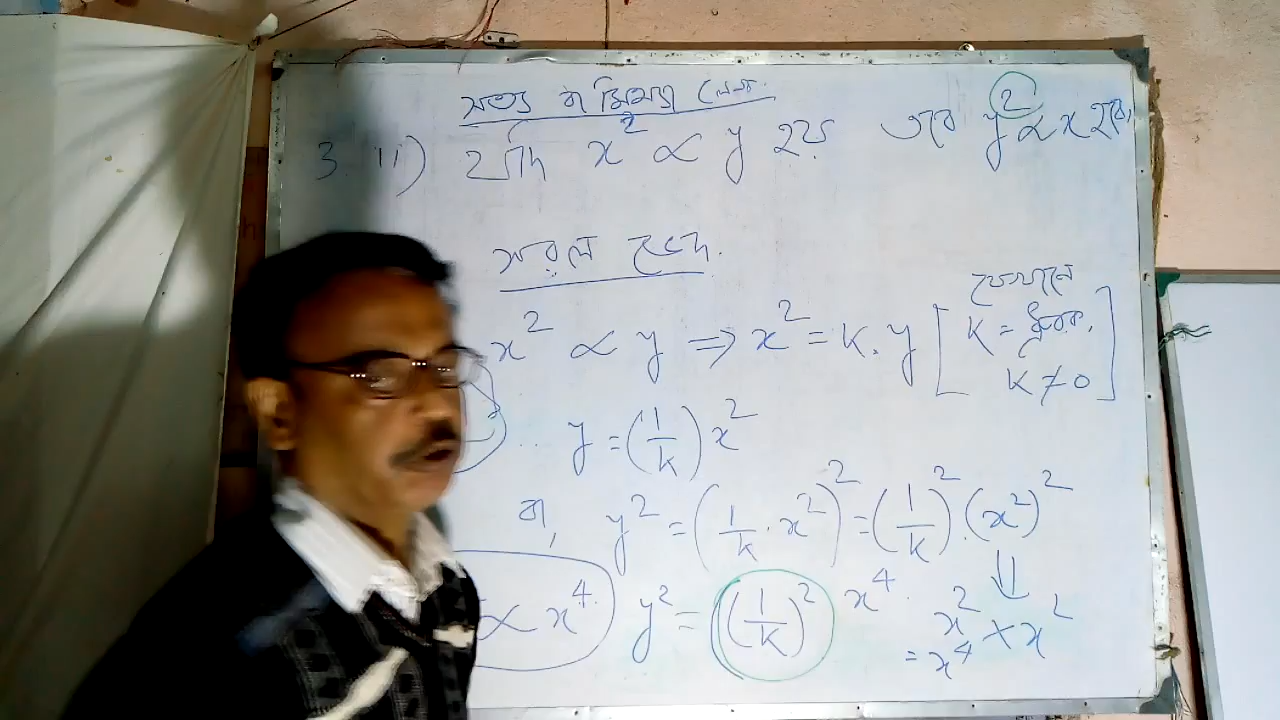 সত্য বা মিথ্যা লেখ.
3. ii) যদি x² ∝ y হয় তবে y² ∝ x হবে,
সরল ভেদ.
x² ∝ y ⇒ x² = k. y [যেখানে k = ধ্রুবক, k ≠ 0]
y = (1/k) x²
বা, y² = (1/k . x²)² = (1/k)² . (x²)²
⇓
∝ x⁴. y² = (1/k)² x⁴. x² × x²
= x⁴